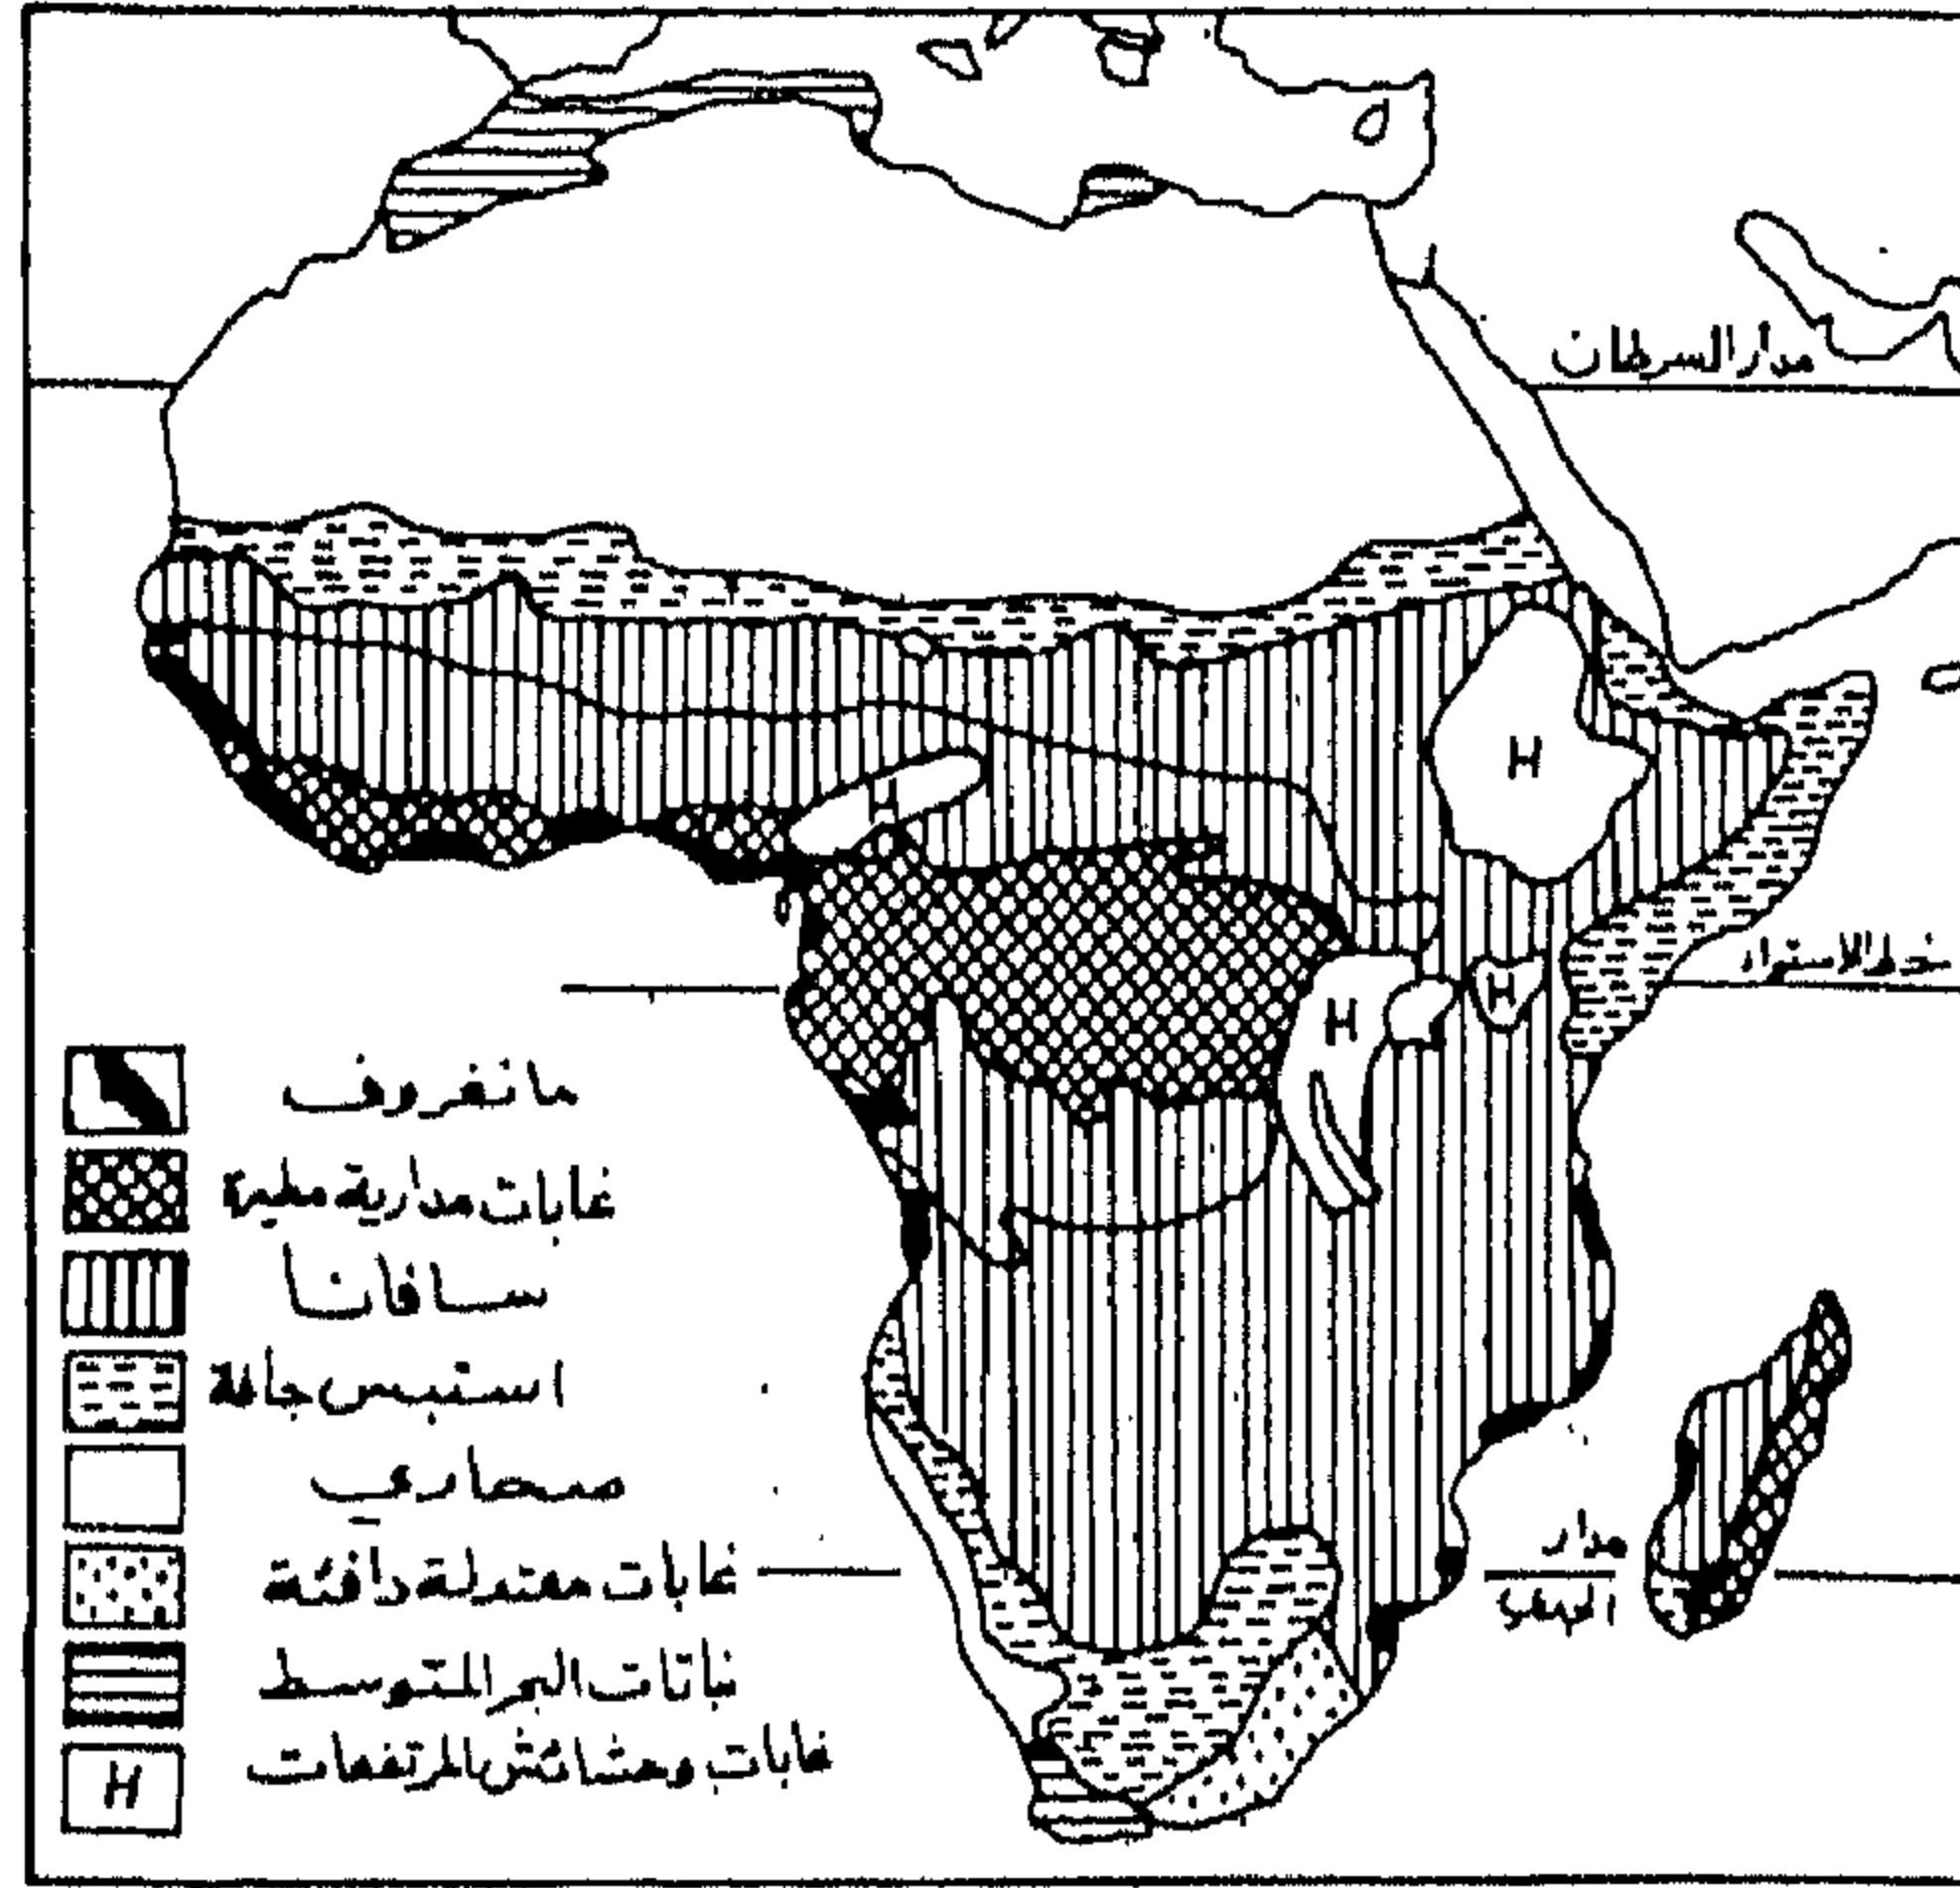 مدار السرطان
H
H
خط الاستواء
H
H
مانغروف
غابات مدارية مطيرة
سافانا
استبس جافة
صحاري
غابات معتدلة دافئة
مدار
الجدي
نباتات البحر المتوسط
غابات وحشائش المرتفعات
H